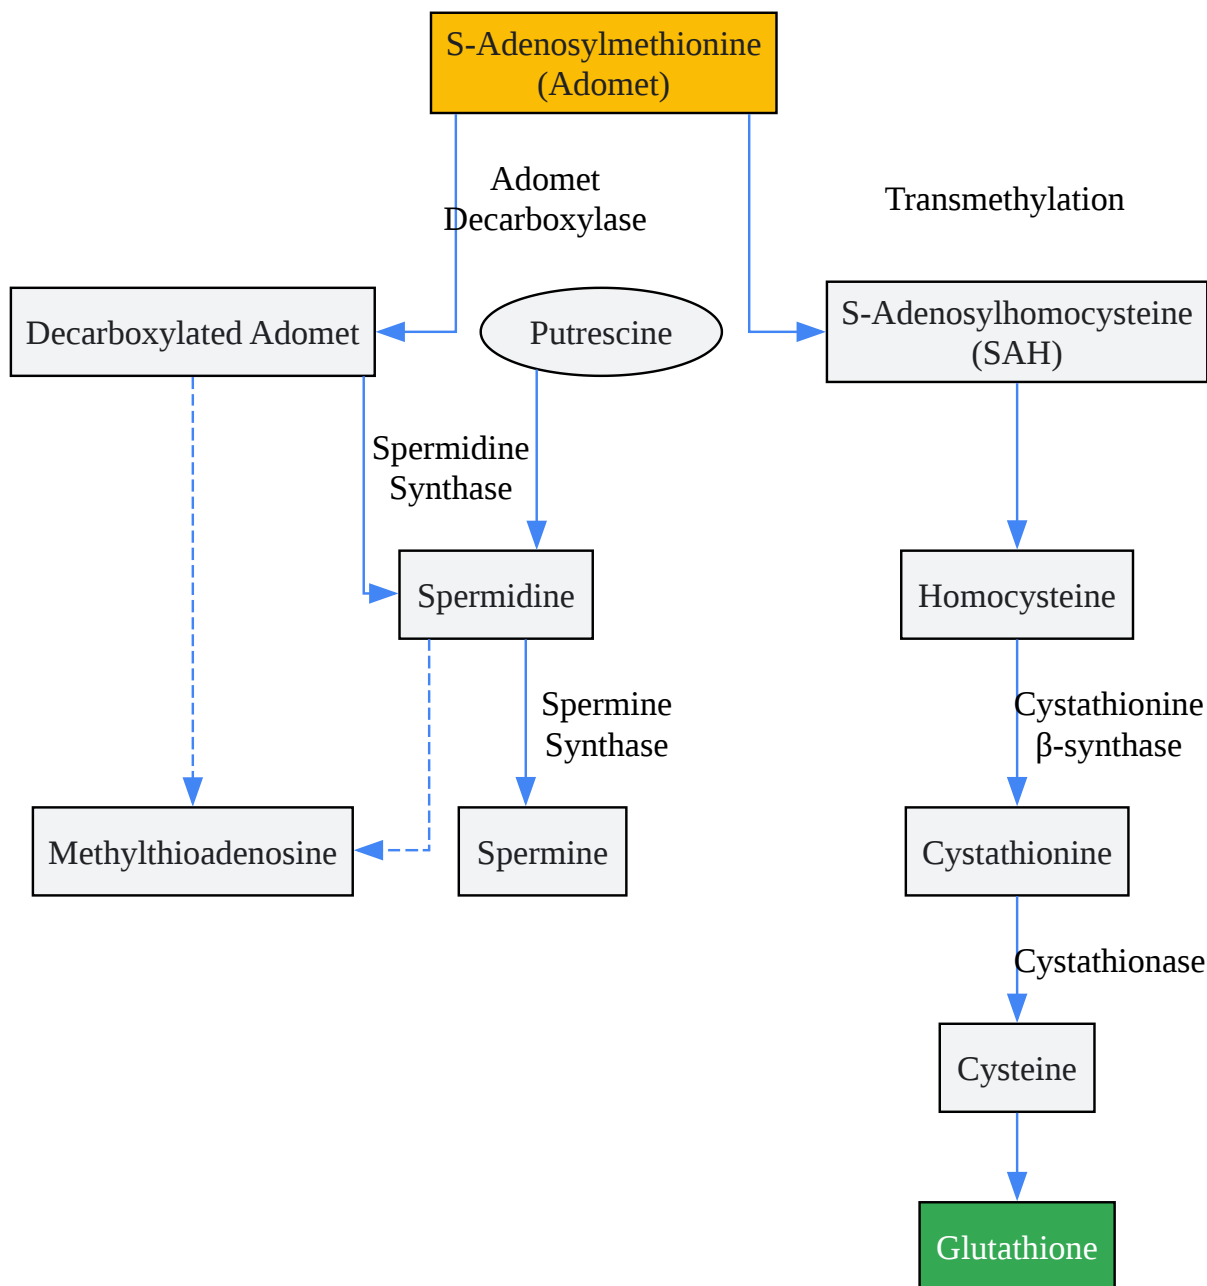 S-Adenosylmethionine
(Adomet)
Adomet
Decarboxylase
Transmethylation
Decarboxylated Adomet
Putrescine
S-Adenosylhomocysteine
(SAH)
Spermidine
Synthase
Spermidine
Homocysteine
Spermine
Synthase
Cystathionine
β-synthase
Methylthioadenosine
Spermine
Cystathionine
Cystathionase
Cysteine
Glutathione